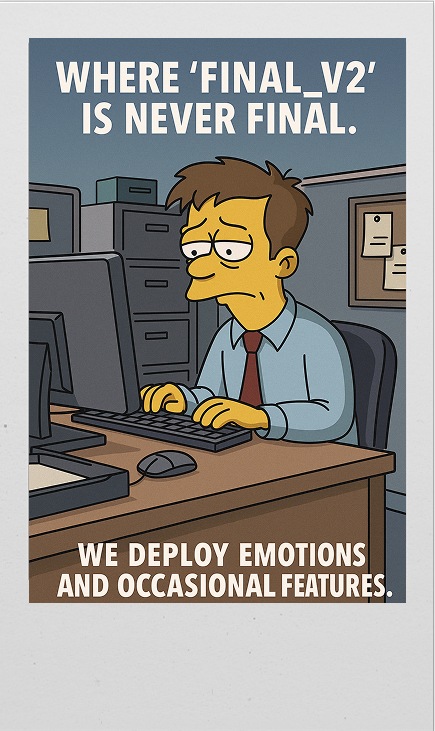 WHERE ‘FINAL_V2’
IS NEVER FINAL.
WE DEPLOY EMOTIONS
AND OCCASIONAL FEATURES.